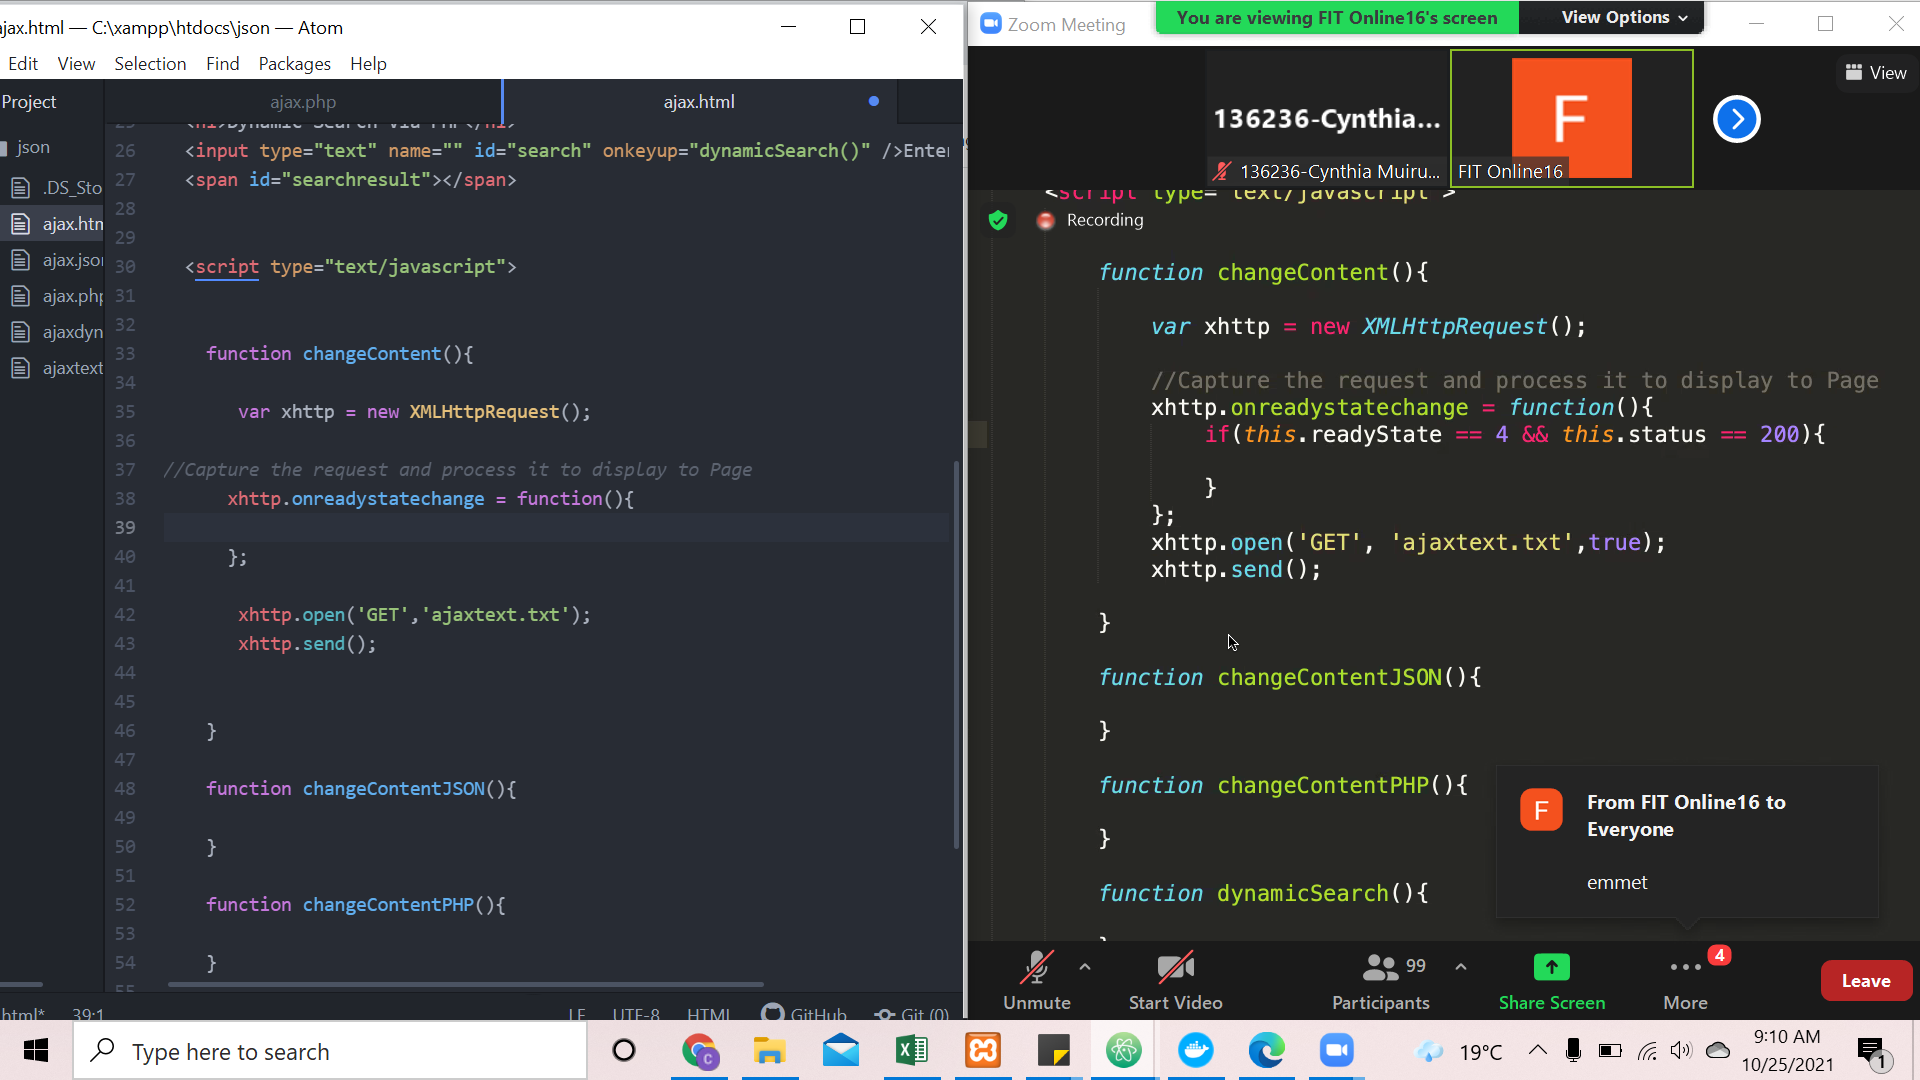 ajax.html — C:\xampp\htdocs\json — Atom
Edit View Selection Find Packages Help
Project
json
.DS_Sto
ajax.htm
ajax.jso
ajax.php
ajaxdyn
ajaxtext
ajax.php
ajax.html
26 <input type="text" name="" id="search" onkeyup="dynamicSearch()" />Enter
27 <span id="searchresult"></span>
28
29
30 <script type="text/javascript">
31
32
33 function changeContent(){
34
35 var xhttp = new XMLHttpRequest();
36
37 //Capture the request and process it to display to Page
38 xhttp.onreadystatechange = function(){
39
40 };
41
42 xhttp.open('GET','ajaxtext.txt');
43 xhttp.send();
44
45
46 }
47
48 function changeContentJSON(){
49
50 }
51
52 function changeContentPHP(){
53
54 }
55
html* 39:1 LF UTF-8 HTML GitHub Git (0)
Zoom Meeting
You are viewing FIT Online16's screen
View Options
136236-Cynthia...
136236-Cynthia Muiru...
F
FIT Online16
View
<script type="text/javascript">
Recording
function changeContent(){
var xhttp = new XMLHttpRequest();
//Capture the request and process it to display to Page
xhttp.onreadystatechange = function(){
if(this.readyState == 4 && this.status == 200){
}
};
xhttp.open('GET', 'ajaxtext.txt',true);
xhttp.send();
}
function changeContentJSON(){
}
function changeContentPHP(){
}
function dynamicSearch(){
F
From FIT Online16 to
Everyone
emmet
Unmute
Start Video
99
Participants
Share Screen
4
More
Leave
Type here to search
C
19°C
9:10 AM
10/25/2021
1